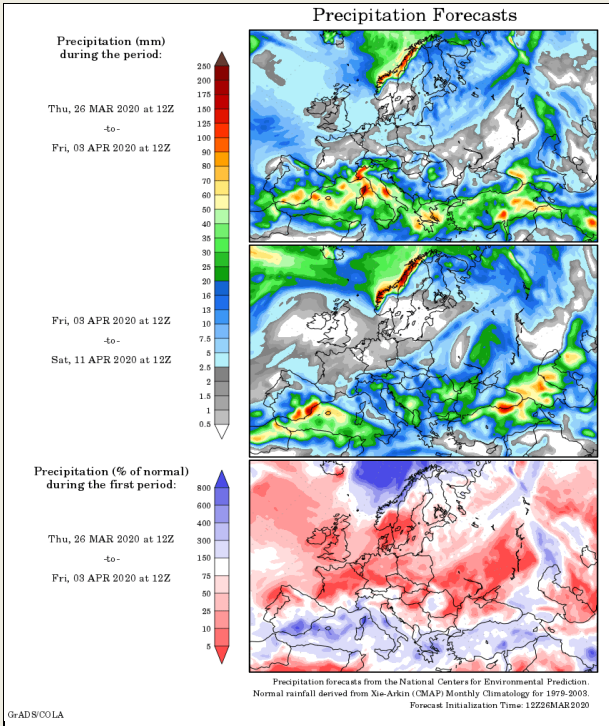 Precipitation Forecasts
Precipitation (mm)
during the period:
Thu, 26 MAR 2020 at 12Z
-to-
Fri, 03 APR 2020 at 12Z
250
200
175
150
125
100
90
80
70
60
50
40
35
30
25
20
16
13
10
7.5
5
2.5
2
1.5
1
0.5
Fri, 03 APR 2020 at 12Z
-to-
Sat, 11 APR 2020 at 12Z
Precipitation (% of normal)
during the first period:
Thu, 26 MAR 2020 at 12Z
-to-
Fri, 03 APR 2020 at 12Z
800
600
400
300
150
75
50
25
10
5
Precipitation forecasts from the National Centers for Environmental Prediction.
Normal rainfall derived from Xie-Arkin (CMAP) Monthly Climatology for 1979-2003.
Forecast Initialization Time: 12Z26MAR2020
GrADS/COLA